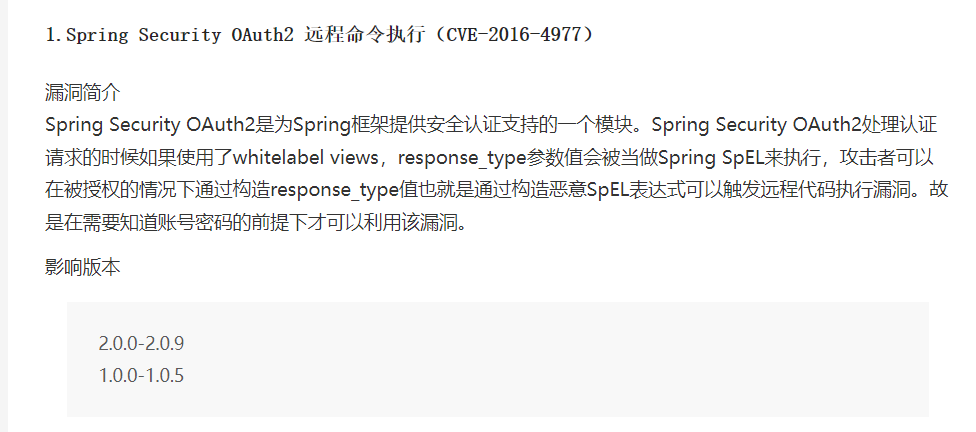 1.Spring Security OAuth2 远程命令执行（CVE-2016-4977）
漏洞简介
Spring Security OAuth2是为Spring框架提供安全认证支持的一个模块。Spring Security OAuth2处理认证
请求的时候如果使用了whitelabel views，response_type参数值会被当做Spring SpEL来执行，攻击者可以
在被授权的情况下通过构造response_type值也就是通过构造恶意SpEL表达式可以触发远程代码执行漏洞。故
是在需要知道账号密码的前提下才可以利用该漏洞。
影响版本
2.0.0-2.0.9
1.0.0-1.0.5